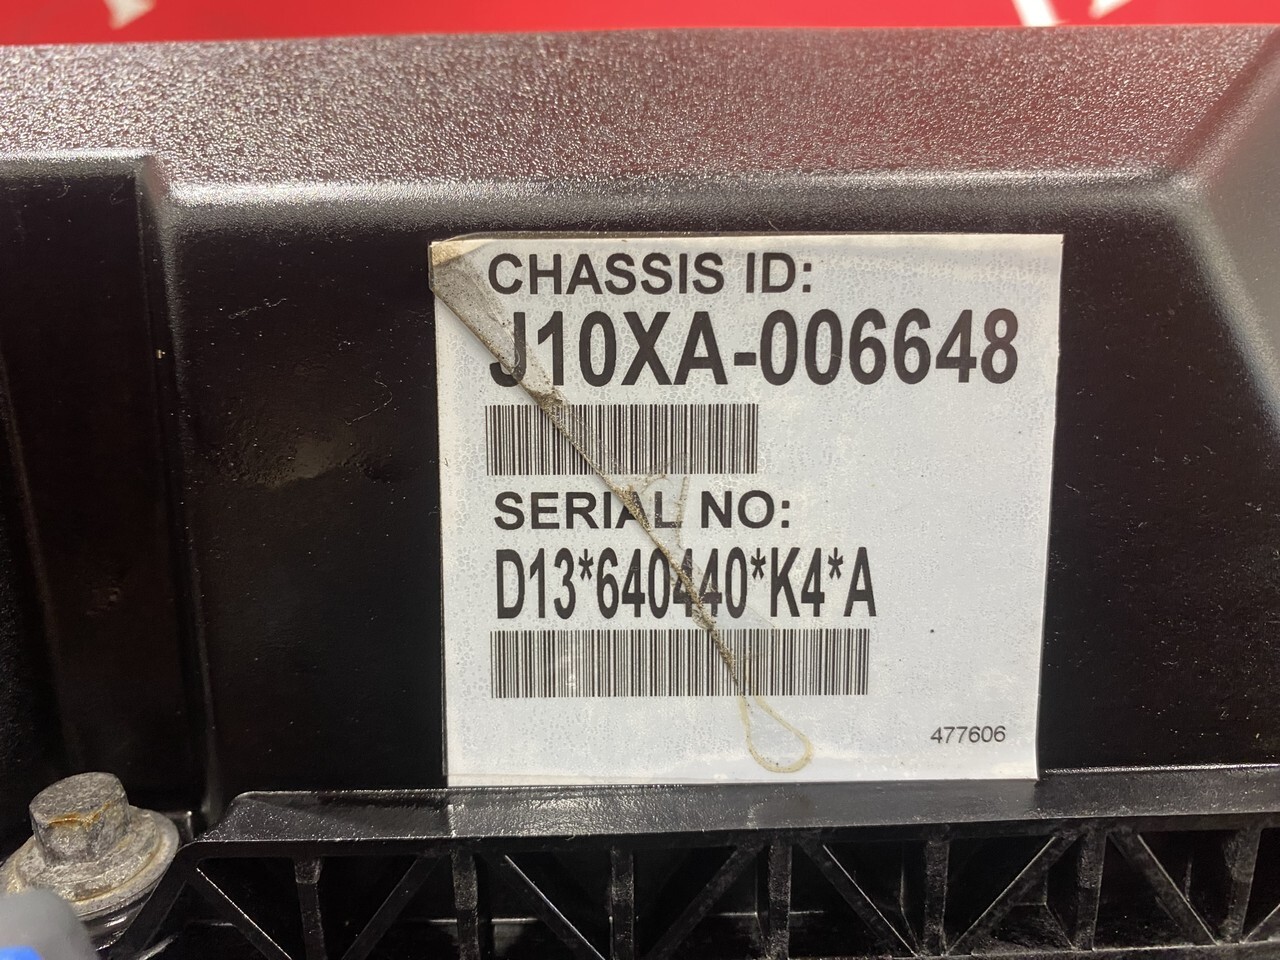 CHASSIS ID:
J10XA-006648
SERIAL NO:
D13*640440*K4*A
477606